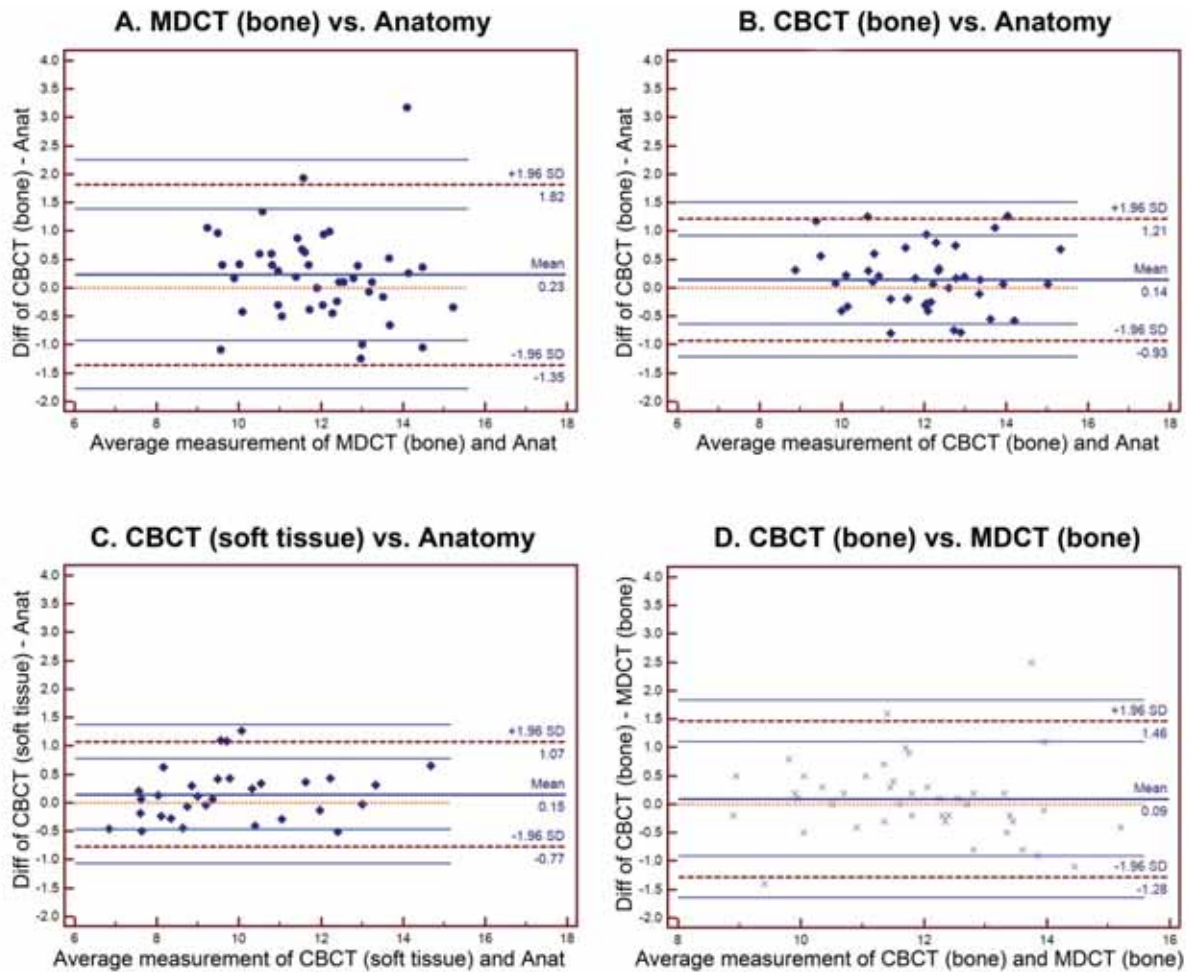 A. MDCT (bone) vs. Anatomy
Diff of CBCT (bone) - Anat
4.0
3.5
3.0
2.5
2.0
1.5
1.0
0.5
0.0
-0.5
-1.0
-1.5
-2.0
+1.96 SD
1.82
Mean
0.23
-1.96 SD
-1.35
6 8 10 12 14 16 18
Average measurement of MDCT (bone) and Anat
B. CBCT (bone) vs. Anatomy
Diff of CBCT (bone) - Anat
4.0
3.5
3.0
2.5
2.0
1.5
1.0
0.5
0.0
-0.5
-1.0
-1.5
-2.0
+1.96 SD
1.21
Mean
0.14
-1.96 SD
-0.93
6 8 10 12 14 16 18
Average measurement of CBCT (bone) and Anat
C. CBCT (soft tissue) vs. Anatomy
Diff of CBCT (soft tissue) - Anat
4.0
3.5
3.0
2.5
2.0
1.5
1.0
0.5
0.0
-0.5
-1.0
-1.5
-2.0
+1.96 SD
1.07
Mean
0.15
-1.96 SD
-0.77
6 8 10 12 14 16 18
Average measurement of CBCT (soft tissue) and Anat
D. CBCT (bone) vs. MDCT (bone)
Diff of CBCT (bone) - MDCT (bone)
4.0
3.5
3.0
2.5
2.0
1.5
1.0
0.5
0.0
-0.5
-1.0
-1.5
-2.0
+1.96 SD
1.46
Mean
0.09
-1.96 SD
-1.28
8 10 12 14 16
Average measurement of CBCT (bone) and MDCT (bone)